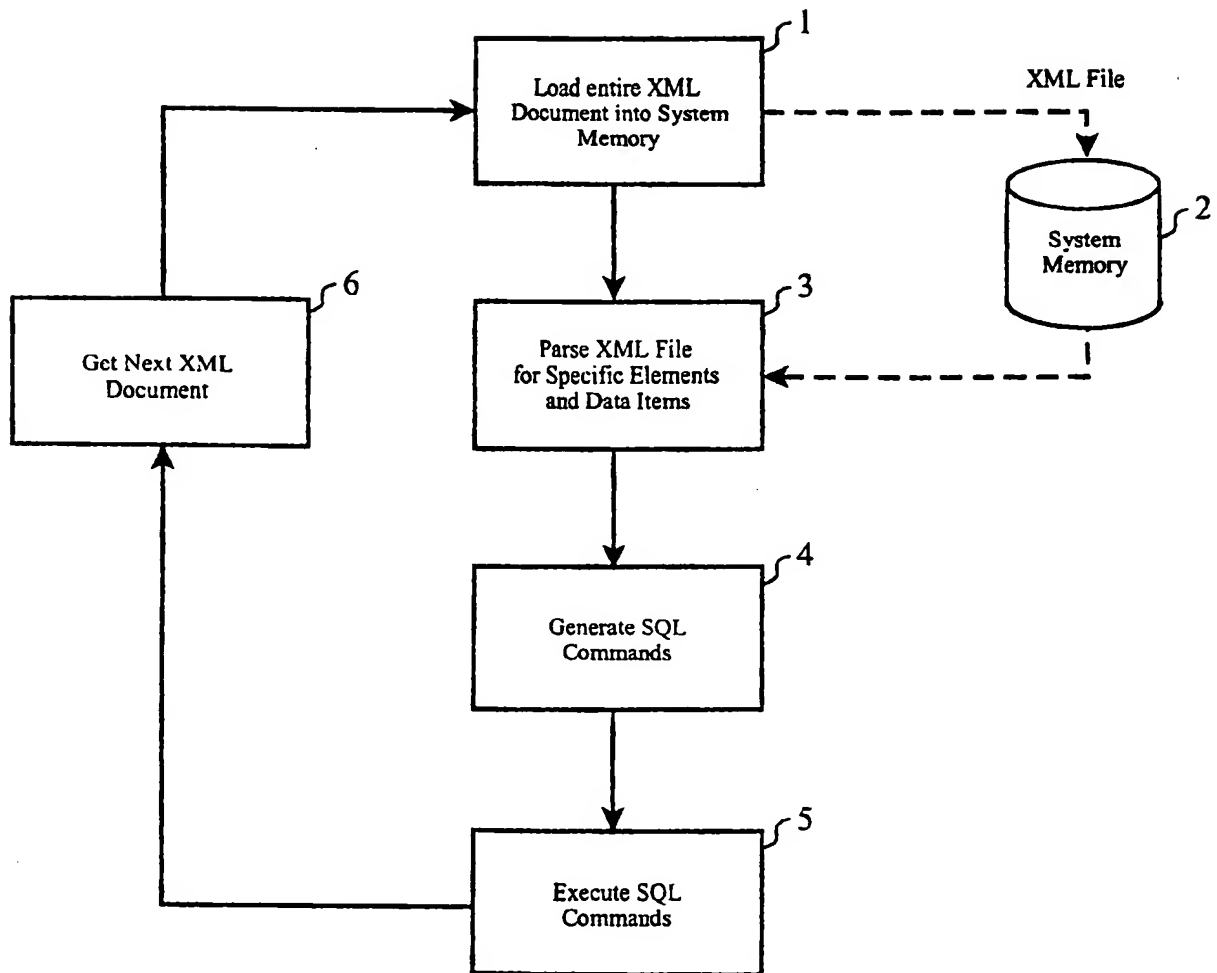 1
Load entire XML
Document into System
Memory
XML File
2
System
Memory
6
Get Next XML
Document
3
Parse XML File
for Specific Elements
and Data Items
4
Generate SQL
Commands
5
Execute SQL
Commands